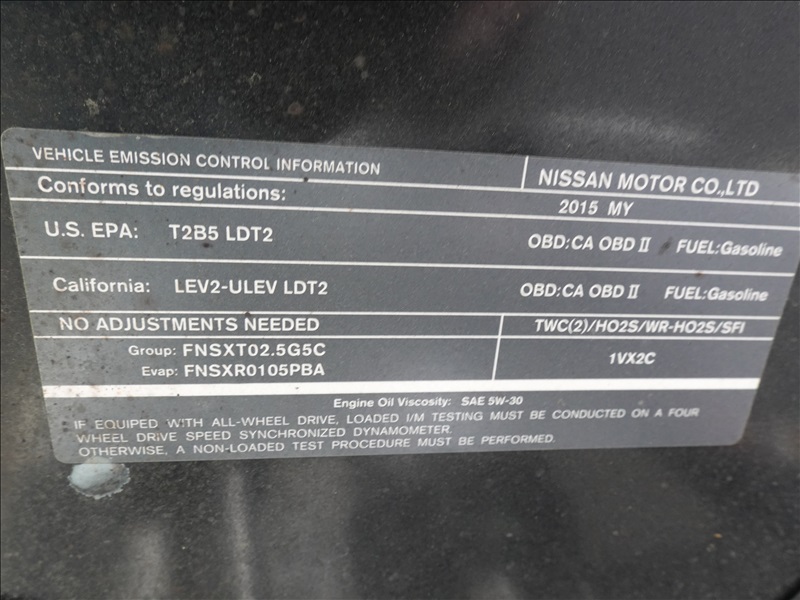 VEHICLE EMISSION CONTROL INFORMATION
NISSAN MOTOR CO.,LTD
Conforms to regulations:
2015 MY
U.S. EPA: T2B5 LDT2 OBD:CA OBD II FUEL:Gasoline
California: LEV2-ULEV LDT2 OBD:CA OBD II FUEL:Gasoline
NO ADJUSTMENTS NEEDED
TWC(2)/HO2S/WR-HO2S/SFI
Group: FNSXT02.5G5C
Evap: FNSXR0105PBA
1VX2C
Engine Oil Viscosity: SAE 5W-30
IF EQUIPED WITH ALL-WHEEL DRIVE, LOADED I/M TESTING MUST BE CONDUCTED ON A FOUR
WHEEL DRIVE SPEED SYNCHRONIZED DYNAMOMETER.
OTHERWISE, A NON-LOADED TEST PROCEDURE MUST BE PERFORMED.